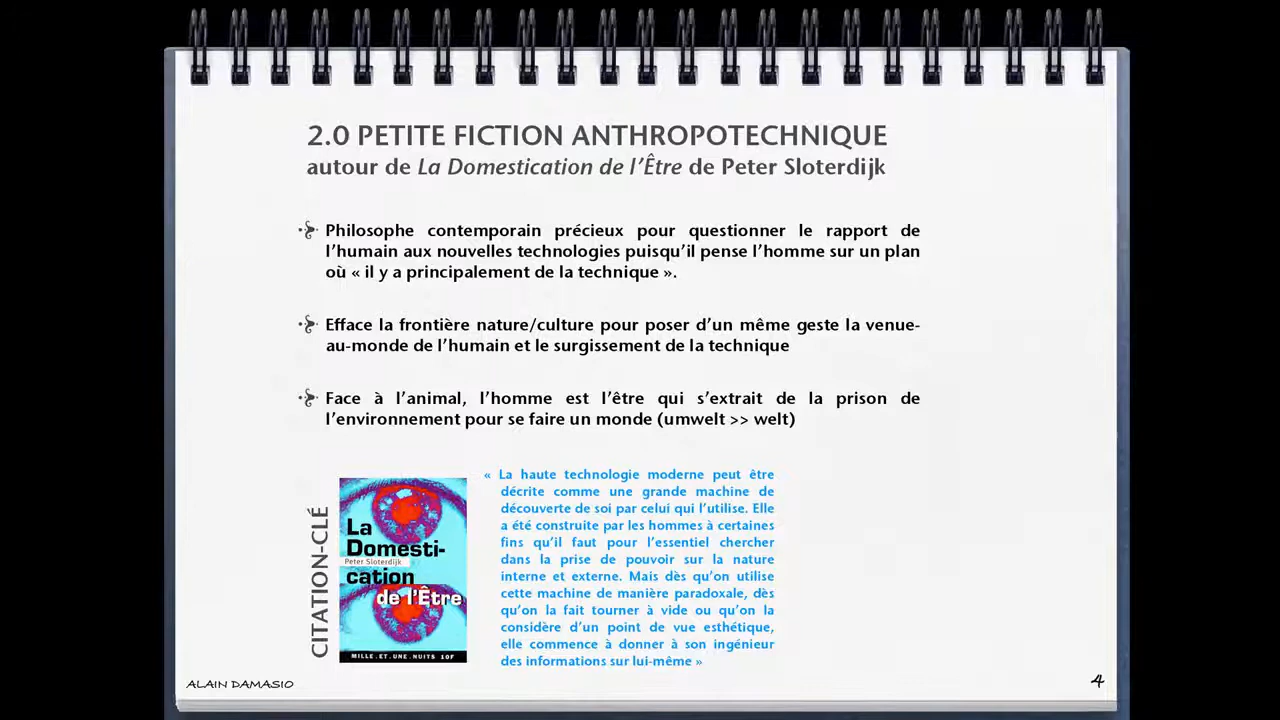 2.0 PETITE FICTION ANTHROPOTECHNIQUE
autour de La Domestication de l’Être de Peter Sloterdijk
Philosophe contemporain précieux pour questionner le rapport de
l’humain aux nouvelles technologies puisqu’il pense l’homme sur un plan
où « il y a principalement de la technique ».
Efface la frontière nature/culture pour poser d’un même geste la venue-
au-monde de l’humain et le surgissement de la technique
Face à l’animal, l’homme est l’être qui s’extrait de la prison de
l’environnement pour se faire un monde (umwelt >> welt)
CITATION-CLÉ
La
Domesti-
Peter Sloterdijk
cation
de l’Être
MILLE.ET.UNE.NUITS 10F
« La haute technologie moderne peut être
décrite comme une grande machine de
découverte de soi par celui qui l’utilise. Elle
a été construite par les hommes à certaines
fins qu’il faut pour l’essentiel chercher
dans la prise de pouvoir sur la nature
interne et externe. Mais dès qu’on utilise
cette machine de manière paradoxale, dès
qu’on la fait tourner à vide ou qu’on la
considère d’un point de vue esthétique,
elle commence à donner à son ingénieur
des informations sur lui-même »
ALAIN DAMASIO
4